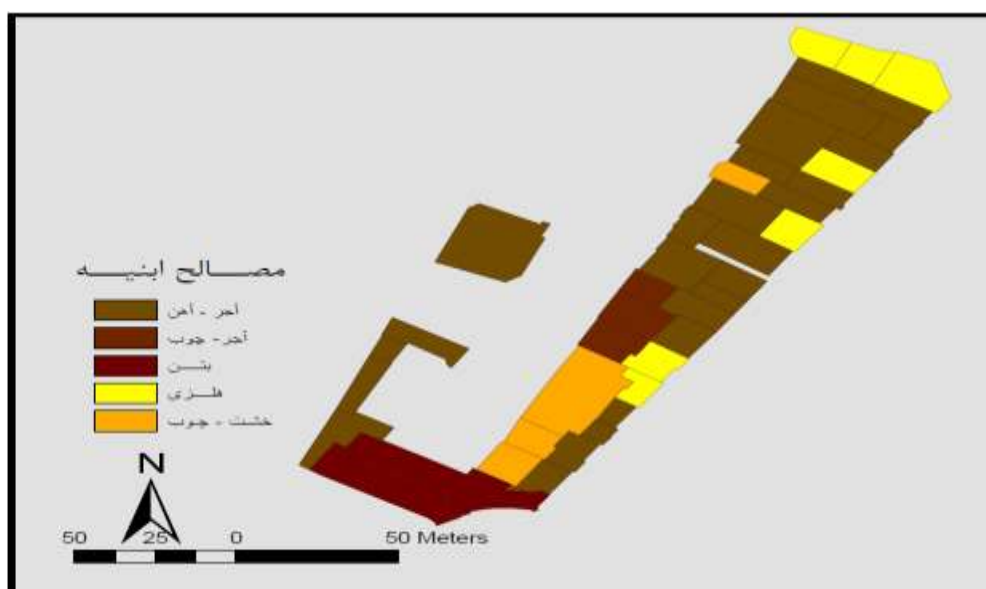 مصالح ابنیه
آجر - آهن
آجر - چوب
بتن
فلزی
خشت - چوب
N
50 25 0 50 Meters